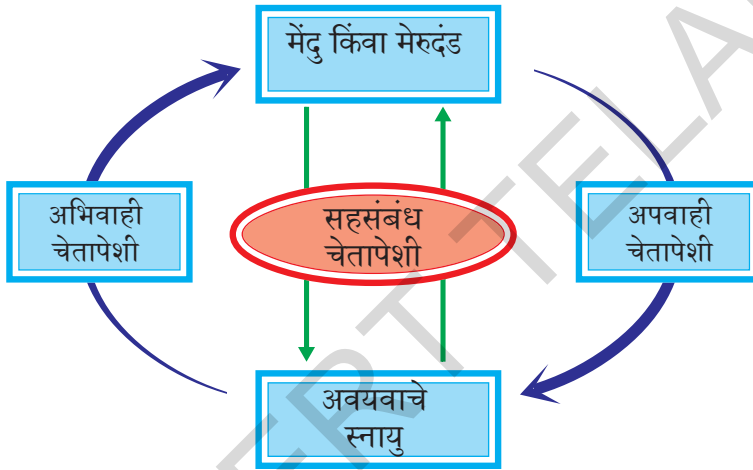 मेंदु किंवा मेरुदंड
अभिवाही
चेतापेशी
सहसंबंध
चेतापेशी
अपवाही
चेतापेशी
अवयवाचे
स्नायु